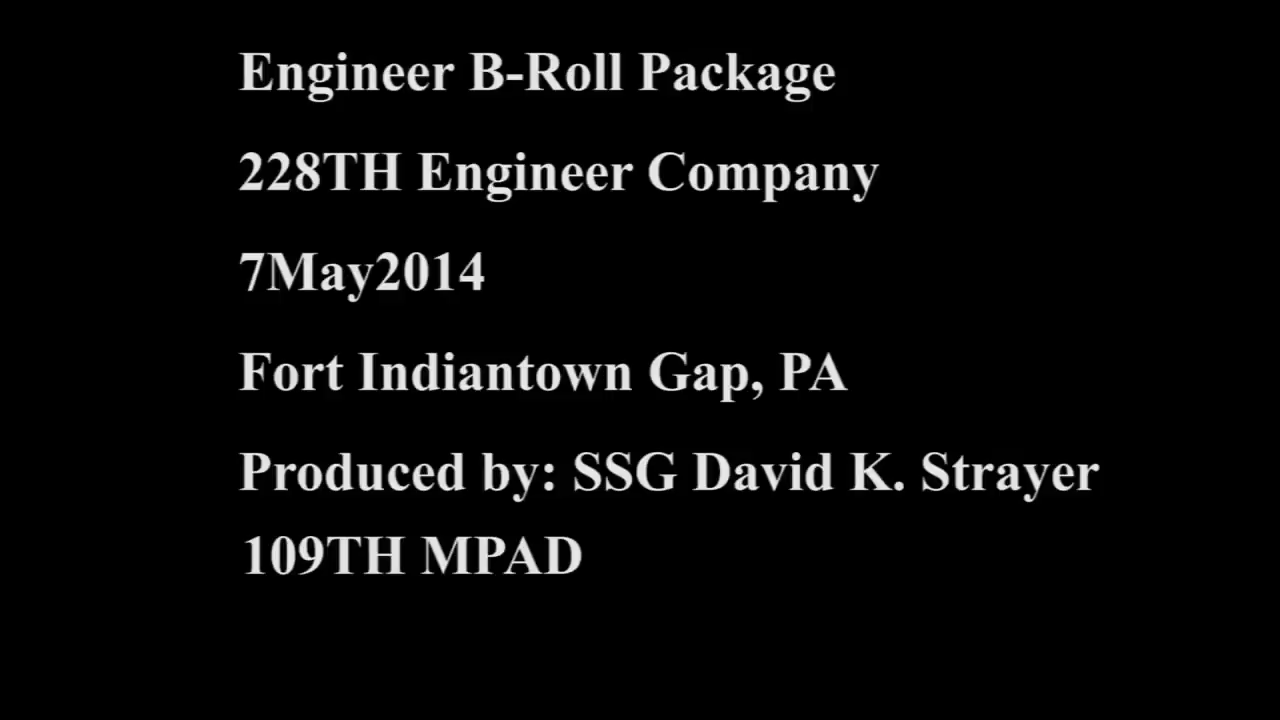 Engineer B-Roll Package
228TH Engineer Company
7May2014
Fort Indiantown Gap, PA
Produced by: SSG David K. Strayer
109TH MPAD